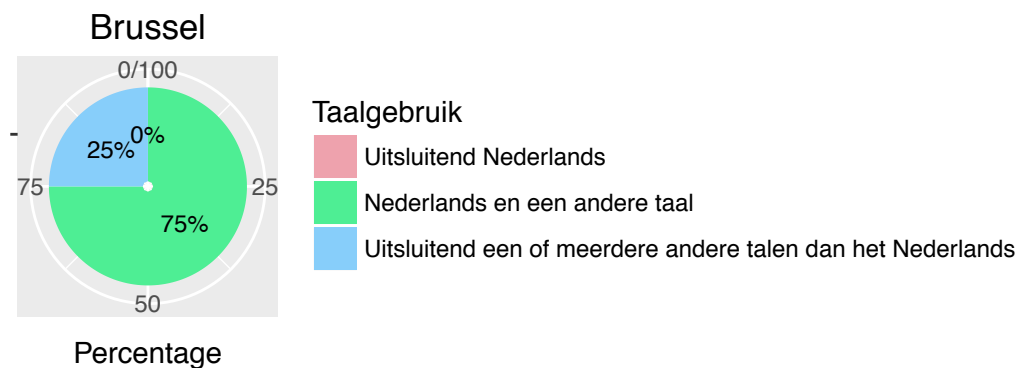 Brussel
0/100
0%
25%
75
25
75%
50
Percentage
Taalgebruik
Uitsluitend Nederlands
Nederlands en een andere taal
Uitsluitend een of meerdere andere talen dan het Nederlands